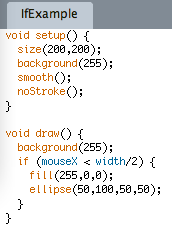 IfExample
void setup() {
  size(200,200);
  background(255);
  smooth();
  noStroke();
}

void draw() {
  background(255);
  if (mouseX < width/2) {
    fill(255,0,0);
    ellipse(50,100,50,50);
  }
}